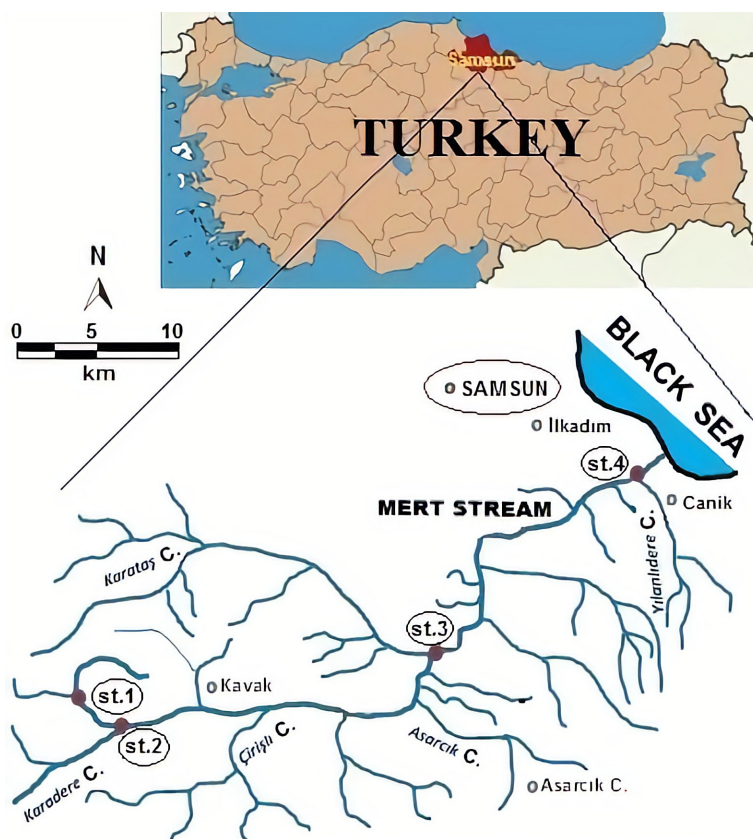 Samsun
TURKEY
N
0 5 10
km
BLACK SEA
SAMSUN
İlkadım
st.4
Canik
MERT STREAM
Yılanlıdere C.
Karataş C.
st.3
Kavak
st.1
st.2
Çirişli C.
Asarcık C.
Karadere C.
Asarcık C.